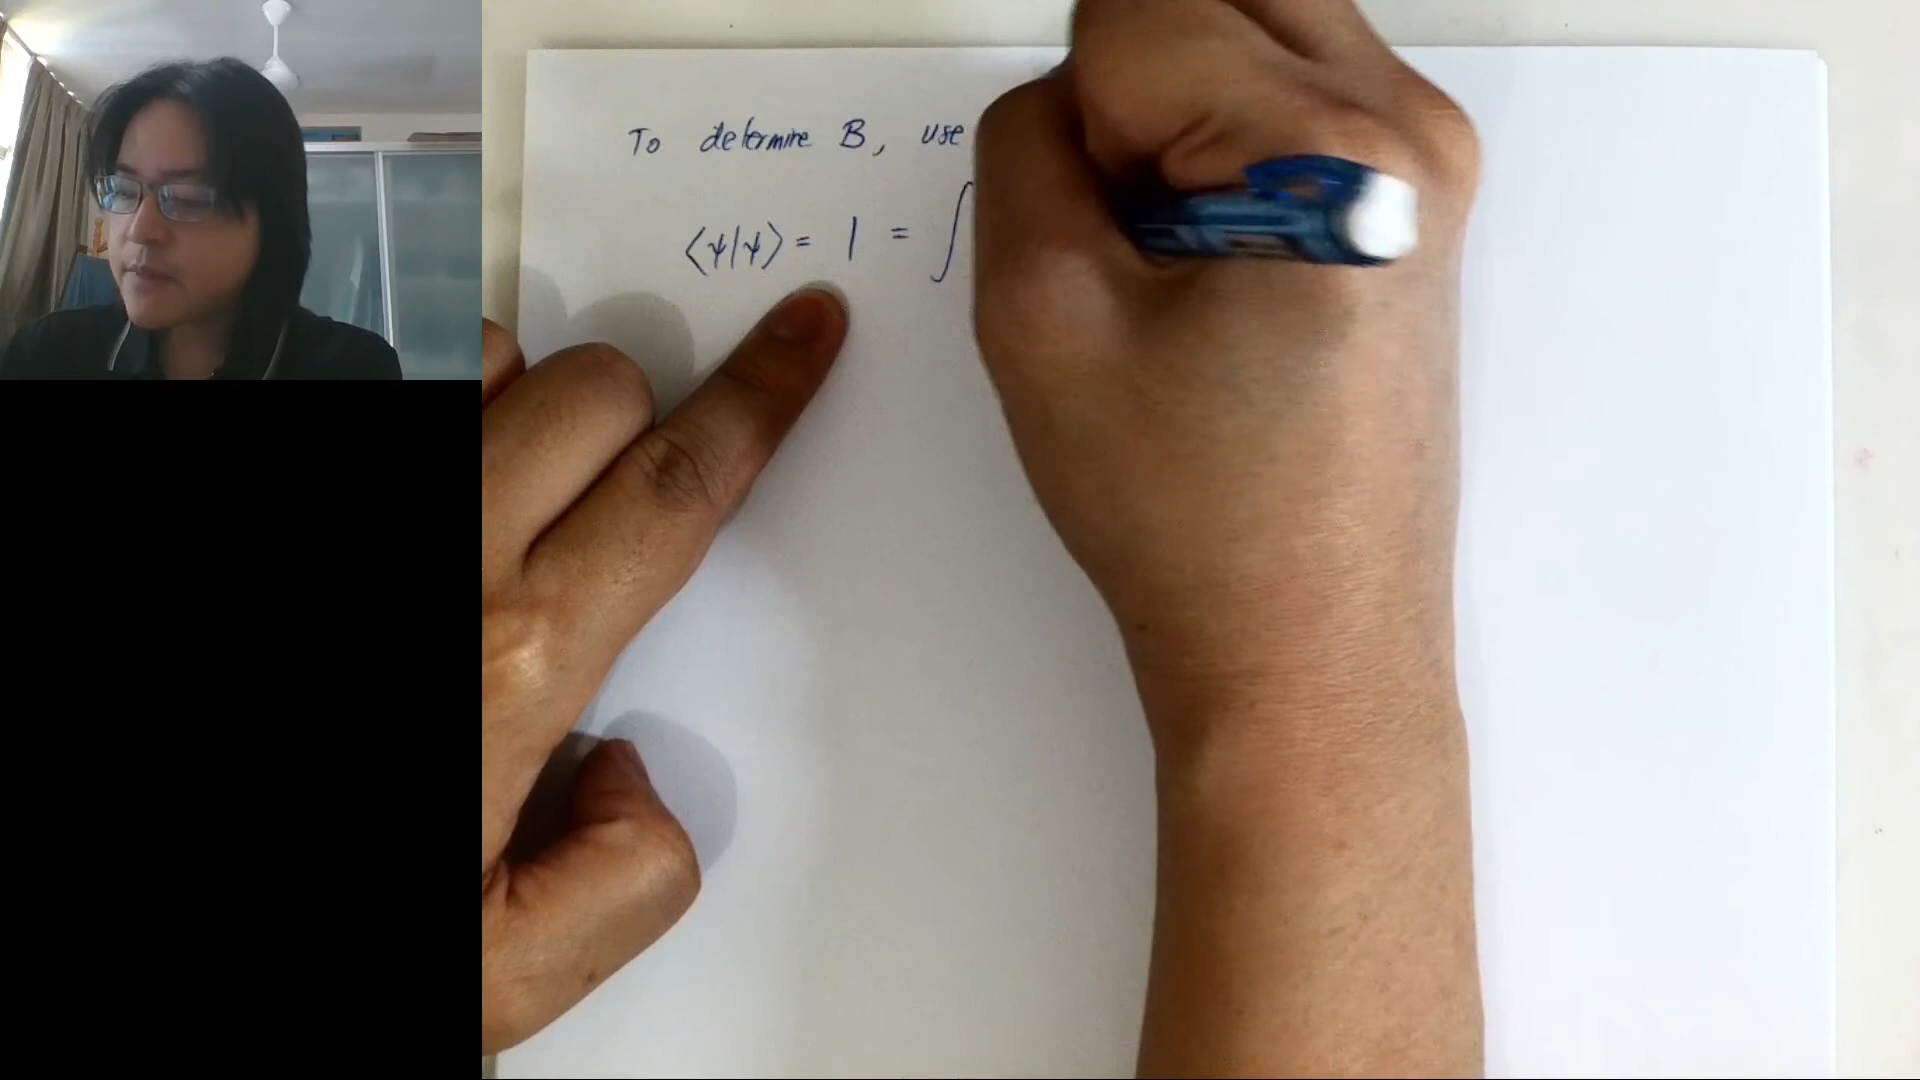 To determine B, use
⟨ψ|ψ⟩ = 1 = ∫